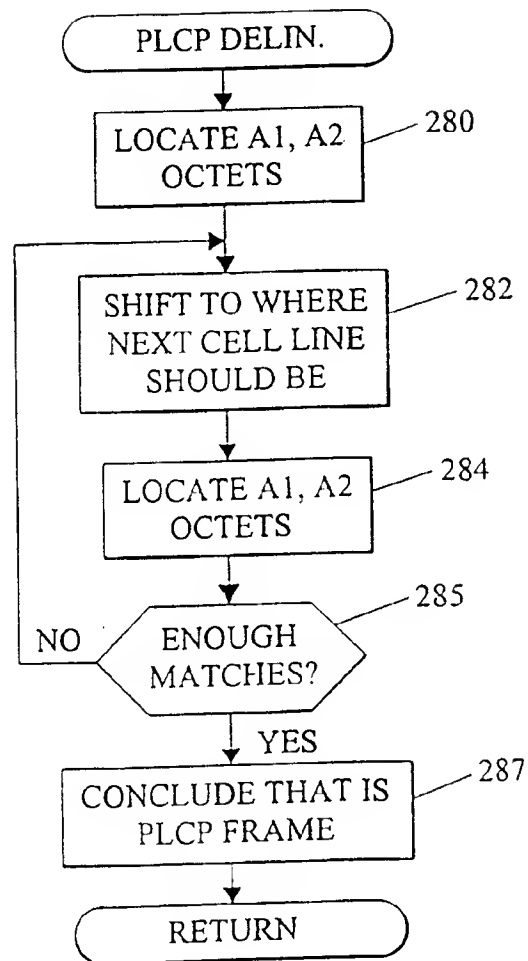 PLCP DELIN.
280
LOCATE A1, A2
OCTETS
282
SHIFT TO WHERE
NEXT CELL LINE
SHOULD BE
284
LOCATE A1, A2
OCTETS
285
NO
ENOUGH
MATCHES?
YES
287
CONCLUDE THAT IS
PLCP FRAME
RETURN